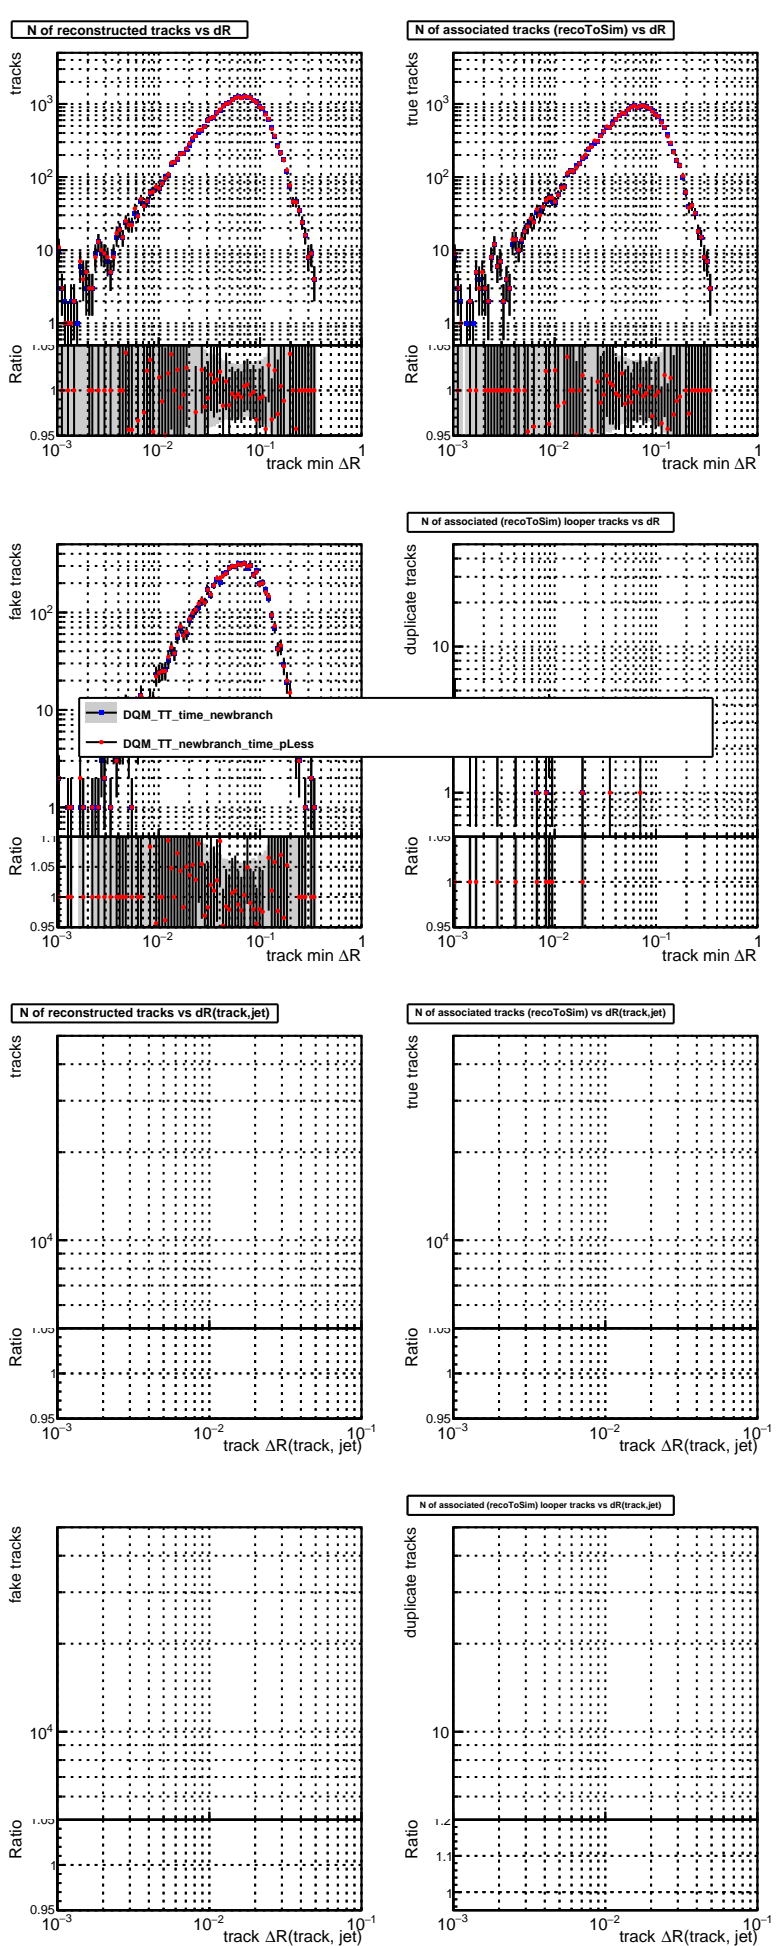 N of reconstructed tracks vs dR
tracks
10³
10²
10
1
Ratio
1.05
1
0.95
10⁻³
10⁻²
10⁻¹
1
track min ΔR
N of associated tracks (recoToSim) vs dR
true tracks
10³
10²
10
1
Ratio
1.05
1
0.95
10⁻³
10⁻²
10⁻¹
1
track min ΔR
fake tracks
10²
10
1
Ratio
1.1
1.05
1
0.95
10⁻³
10⁻²
10⁻¹
1
track min ΔR
N of associated (recoToSim) looper tracks vs dR
duplicate tracks
10
1
Ratio
1.05
1
0.95
10⁻³
10⁻²
10⁻¹
1
track min ΔR
DQM_TT_time_newbranch
DQM_TT_newbranch_time_pLess
N of reconstructed tracks vs dR(track,jet)
tracks
10⁴
Ratio
1.05
1
0.95
10⁻³
10⁻²
10⁻¹
track ΔR(track, jet)
N of associated tracks (recoToSim) vs dR(track,jet)
true tracks
10⁴
Ratio
1.05
1
0.95
10⁻³
10⁻²
10⁻¹
track ΔR(track, jet)
fake tracks
10⁴
Ratio
1.05
1
0.95
10⁻³
10⁻²
10⁻¹
track ΔR(track, jet)
N of associated (recoToSim) looper tracks vs dR(track,jet)
duplicate tracks
10
Ratio
1.2
1.1
1
10⁻³
10⁻²
10⁻¹
track ΔR(track, jet)